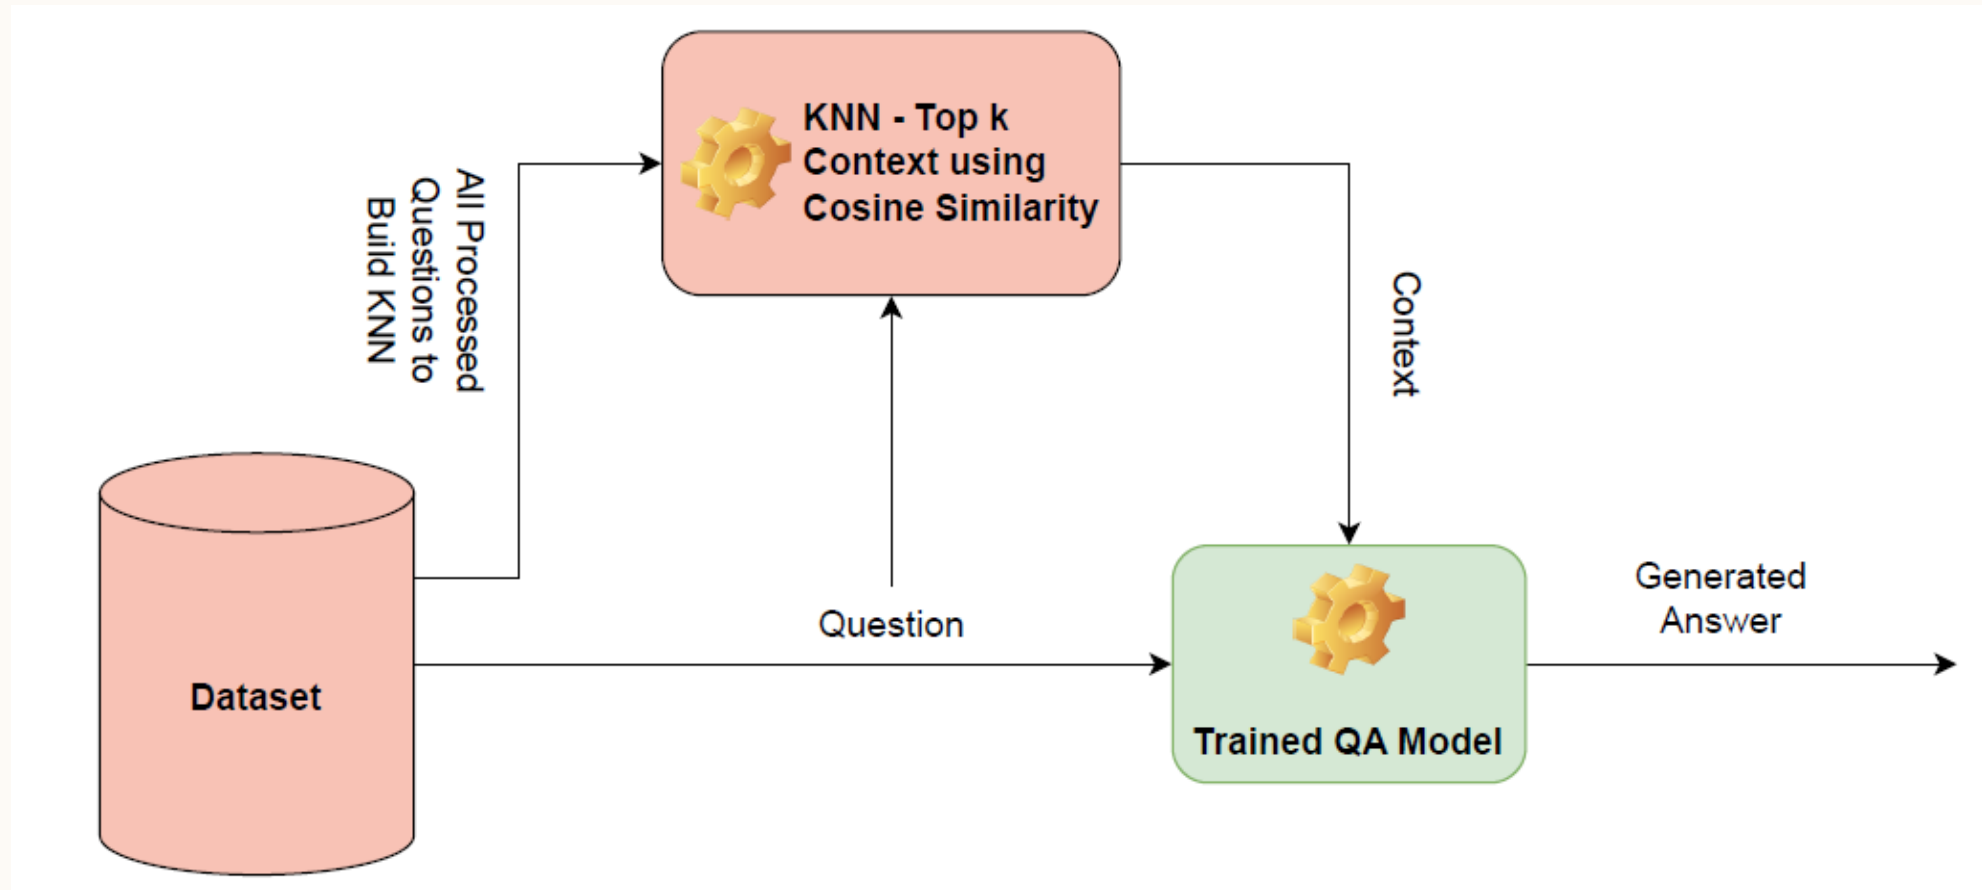 KNN - Top k
Context using
Cosine Similarity
All Processed
Questions to
Build KNN
Context
Question
Generated
Answer
Dataset
Trained QA Model